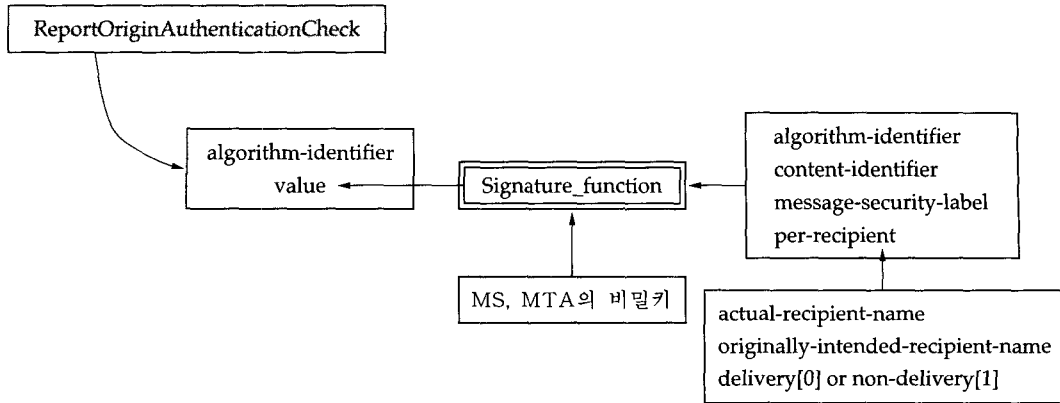 ReportOriginAuthenticationCheck
algorithm-identifier
value
Signature_function
algorithm-identifier
content-identifier
message-security-label
per-recipient
MS, MTA의 비밀키
actual-recipient-name
originally-intended-recipient-name
delivery[0] or non-delivery[1]